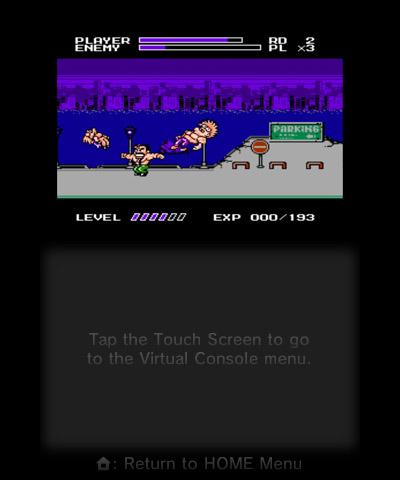 PLAYER RD 2
ENEMY PL x3
PARKING
LEVEL EXP 000/193
Tap the Touch Screen to go
to the Virtual Console menu.
: Return to HOME Menu